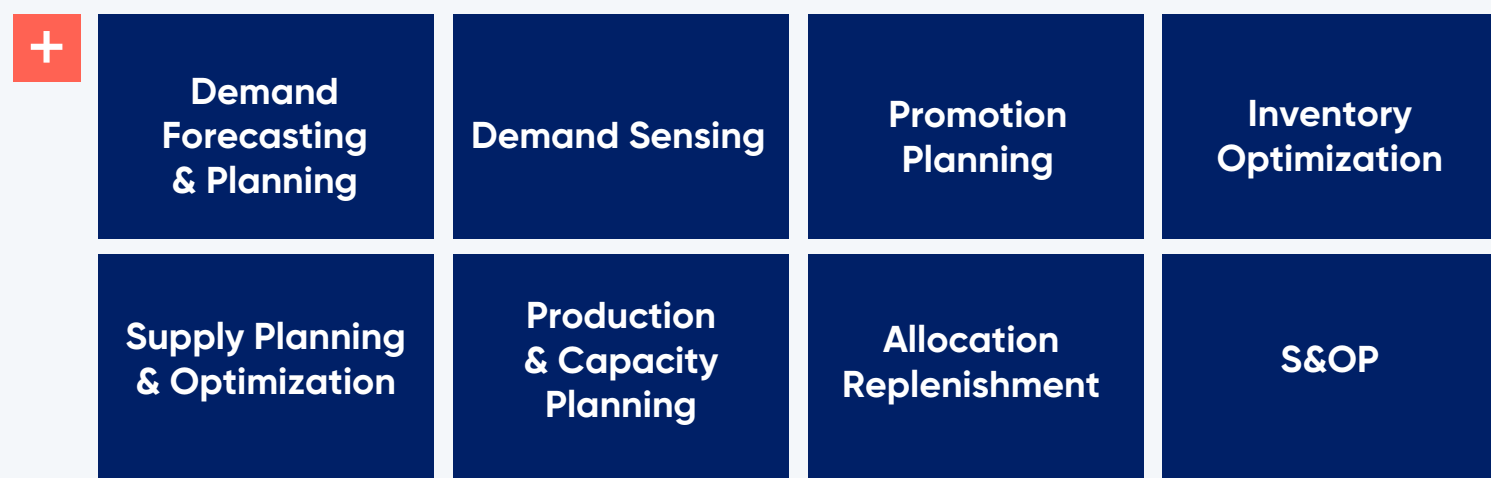 +
Demand
Forecasting
& Planning
Demand Sensing
Promotion
Planning
Inventory
Optimization
Supply Planning
& Optimization
Production
& Capacity
Planning
Allocation
Replenishment
S&OP